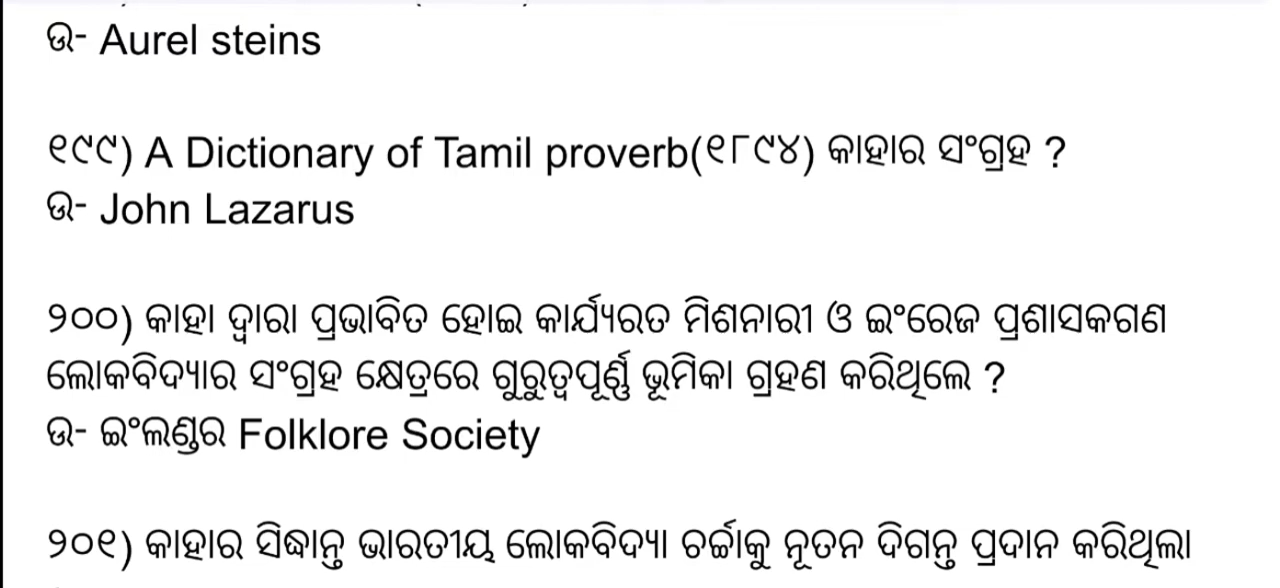 ଉ- Aurel steins
୧୯୯) A Dictionary of Tamil proverb(୧୮୯୪) କାହାର ସଂଗ୍ରହ ?
ଉ- John Lazarus
୨୦୦) କାହା ଦ୍ୱାରା ପ୍ରଭାବିତ ହୋଇ କାର୍ଯ୍ୟରତ ମିଶନାରୀ ଓ ଇଂରେଜ ପ୍ରଶାସକଗଣ
ଲୋକବିଦ୍ୟାର ସଂଗ୍ରହ କ୍ଷେତ୍ରରେ ଗୁରୁତ୍ୱପୂର୍ଣ୍ଣ ଭୂମିକା ଗ୍ରହଣ କରିଥିଲେ ?
ଉ- ଇଂଲଣ୍ଡର Folklore Society
୨୦୧) କାହାର ସିଦ୍ଧାନ୍ତ ଭାରତୀୟ ଲୋକବିଦ୍ୟା ଚର୍ଚ୍ଚାକୁ ନୂତନ ଦିଗନ୍ତ ପ୍ରଦାନ କରିଥିଲା